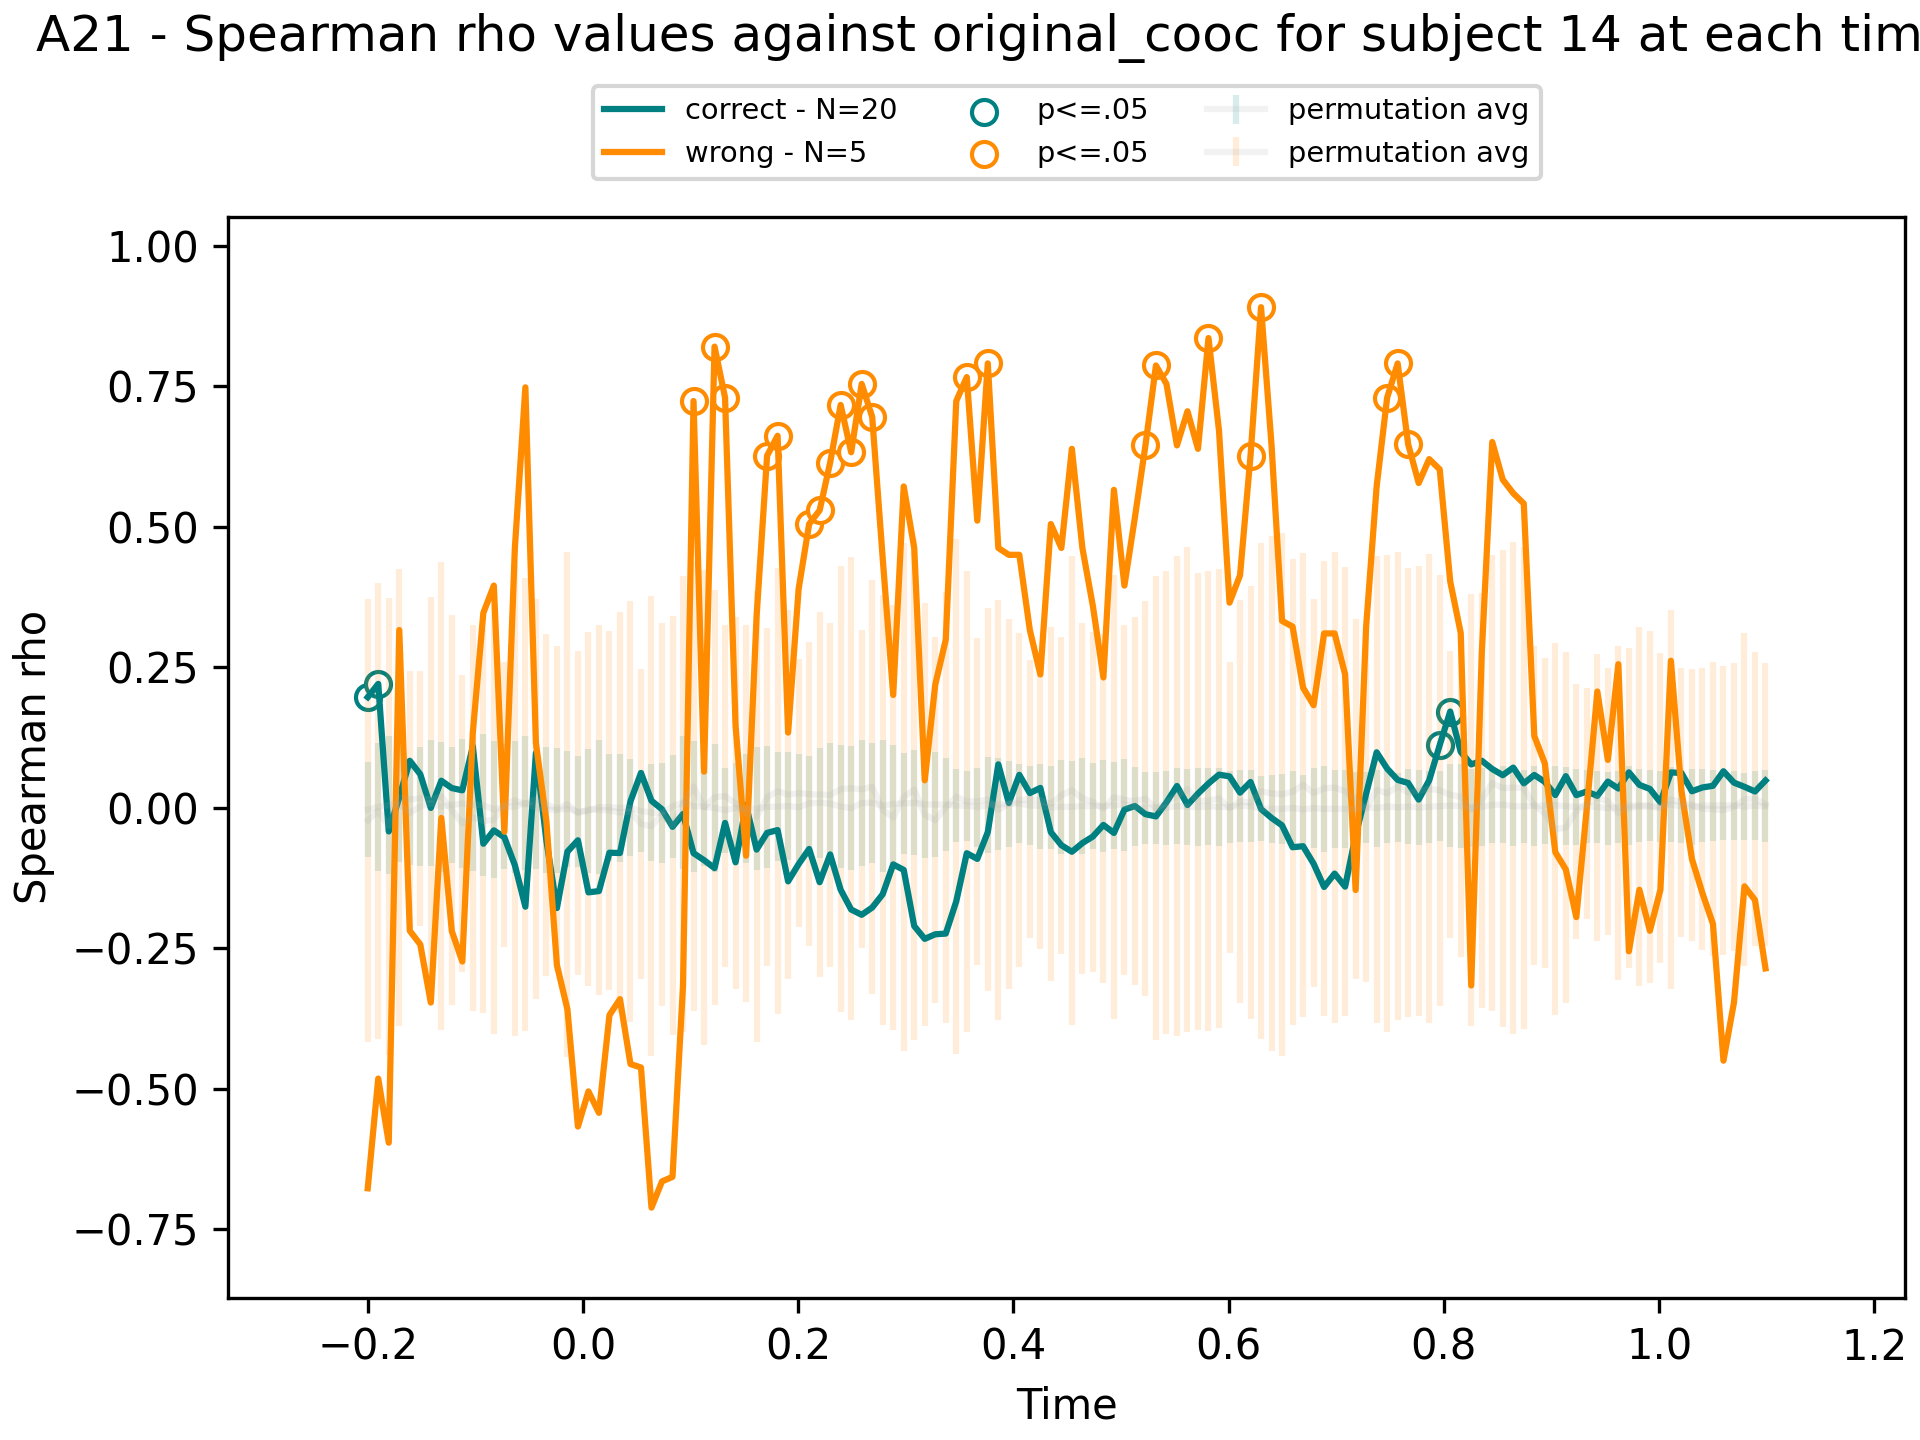 A21 - Spearman rho values against original_cooc for subject 14 at each tim
correct - N=20
wrong - N=5
p<=.05
p<=.05
permutation avg
permutation avg
1.00
0.75
0.50
0.25
0.00
−0.25
−0.50
−0.75
Spearman rho
−0.2
0.0
0.2
0.4
0.6
0.8
1.0
1.2
Time